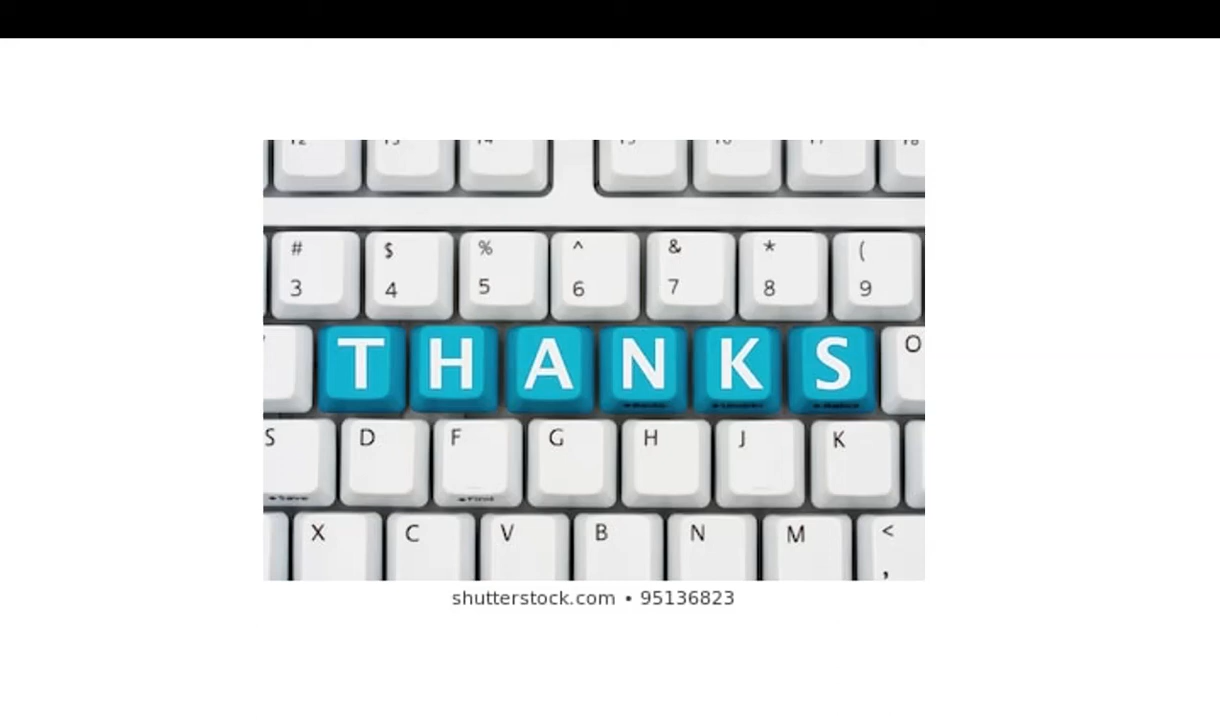 # $ % ^ & * (
3 4 5 6 7 8 9
T H A N K S O
S D F G H J K
X C V B N M <
,
shutterstock.com • 95136823